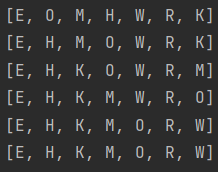 [E, O, M, H, W, R, K]
[E, H, M, O, W, R, K]
[E, H, K, O, W, R, M]
[E, H, K, M, W, R, O]
[E, H, K, M, O, R, W]
[E, H, K, M, O, R, W]